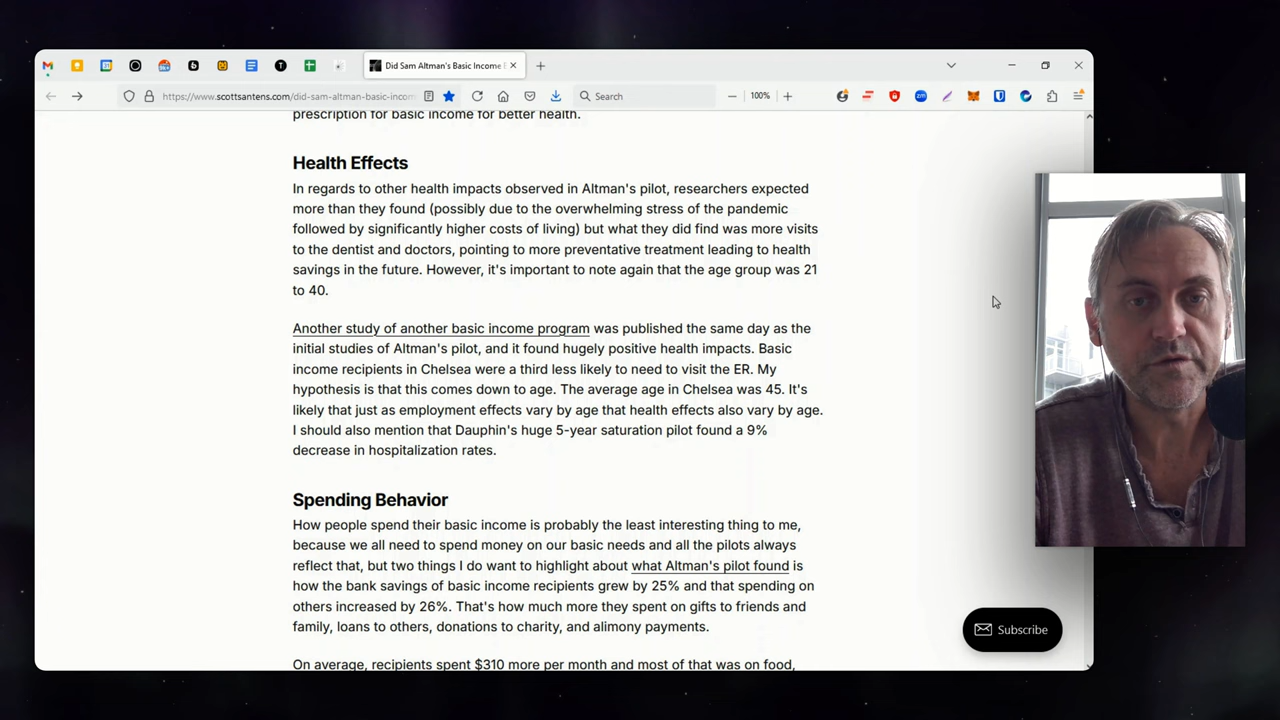 Did Sam Altman's Basic Income E
https://www.scottsantens.com/did-sam-altman-basic-incom
Search
100%
prescription for basic income for better health.
Health Effects
In regards to other health impacts observed in Altman's pilot, researchers expected
more than they found (possibly due to the overwhelming stress of the pandemic
followed by significantly higher costs of living) but what they did find was more visits
to the dentist and doctors, pointing to more preventative treatment leading to health
savings in the future. However, it's important to note again that the age group was 21
to 40.
Another study of another basic income program was published the same day as the
initial studies of Altman's pilot, and it found hugely positive health impacts. Basic
income recipients in Chelsea were a third less likely to need to visit the ER. My
hypothesis is that this comes down to age. The average age in Chelsea was 45. It's
likely that just as employment effects vary by age that health effects also vary by age.
I should also mention that Dauphin's huge 5-year saturation pilot found a 9%
decrease in hospitalization rates.
Spending Behavior
How people spend their basic income is probably the least interesting thing to me,
because we all need to spend money on our basic needs and all the pilots always
reflect that, but two things I do want to highlight about what Altman's pilot found is
how the bank savings of basic income recipients grew by 25% and that spending on
others increased by 26%. That's how much more they spent on gifts to friends and
family, loans to others, donations to charity, and alimony payments.
Subscribe
On average, recipients spent $310 more per month and most of that was on food,